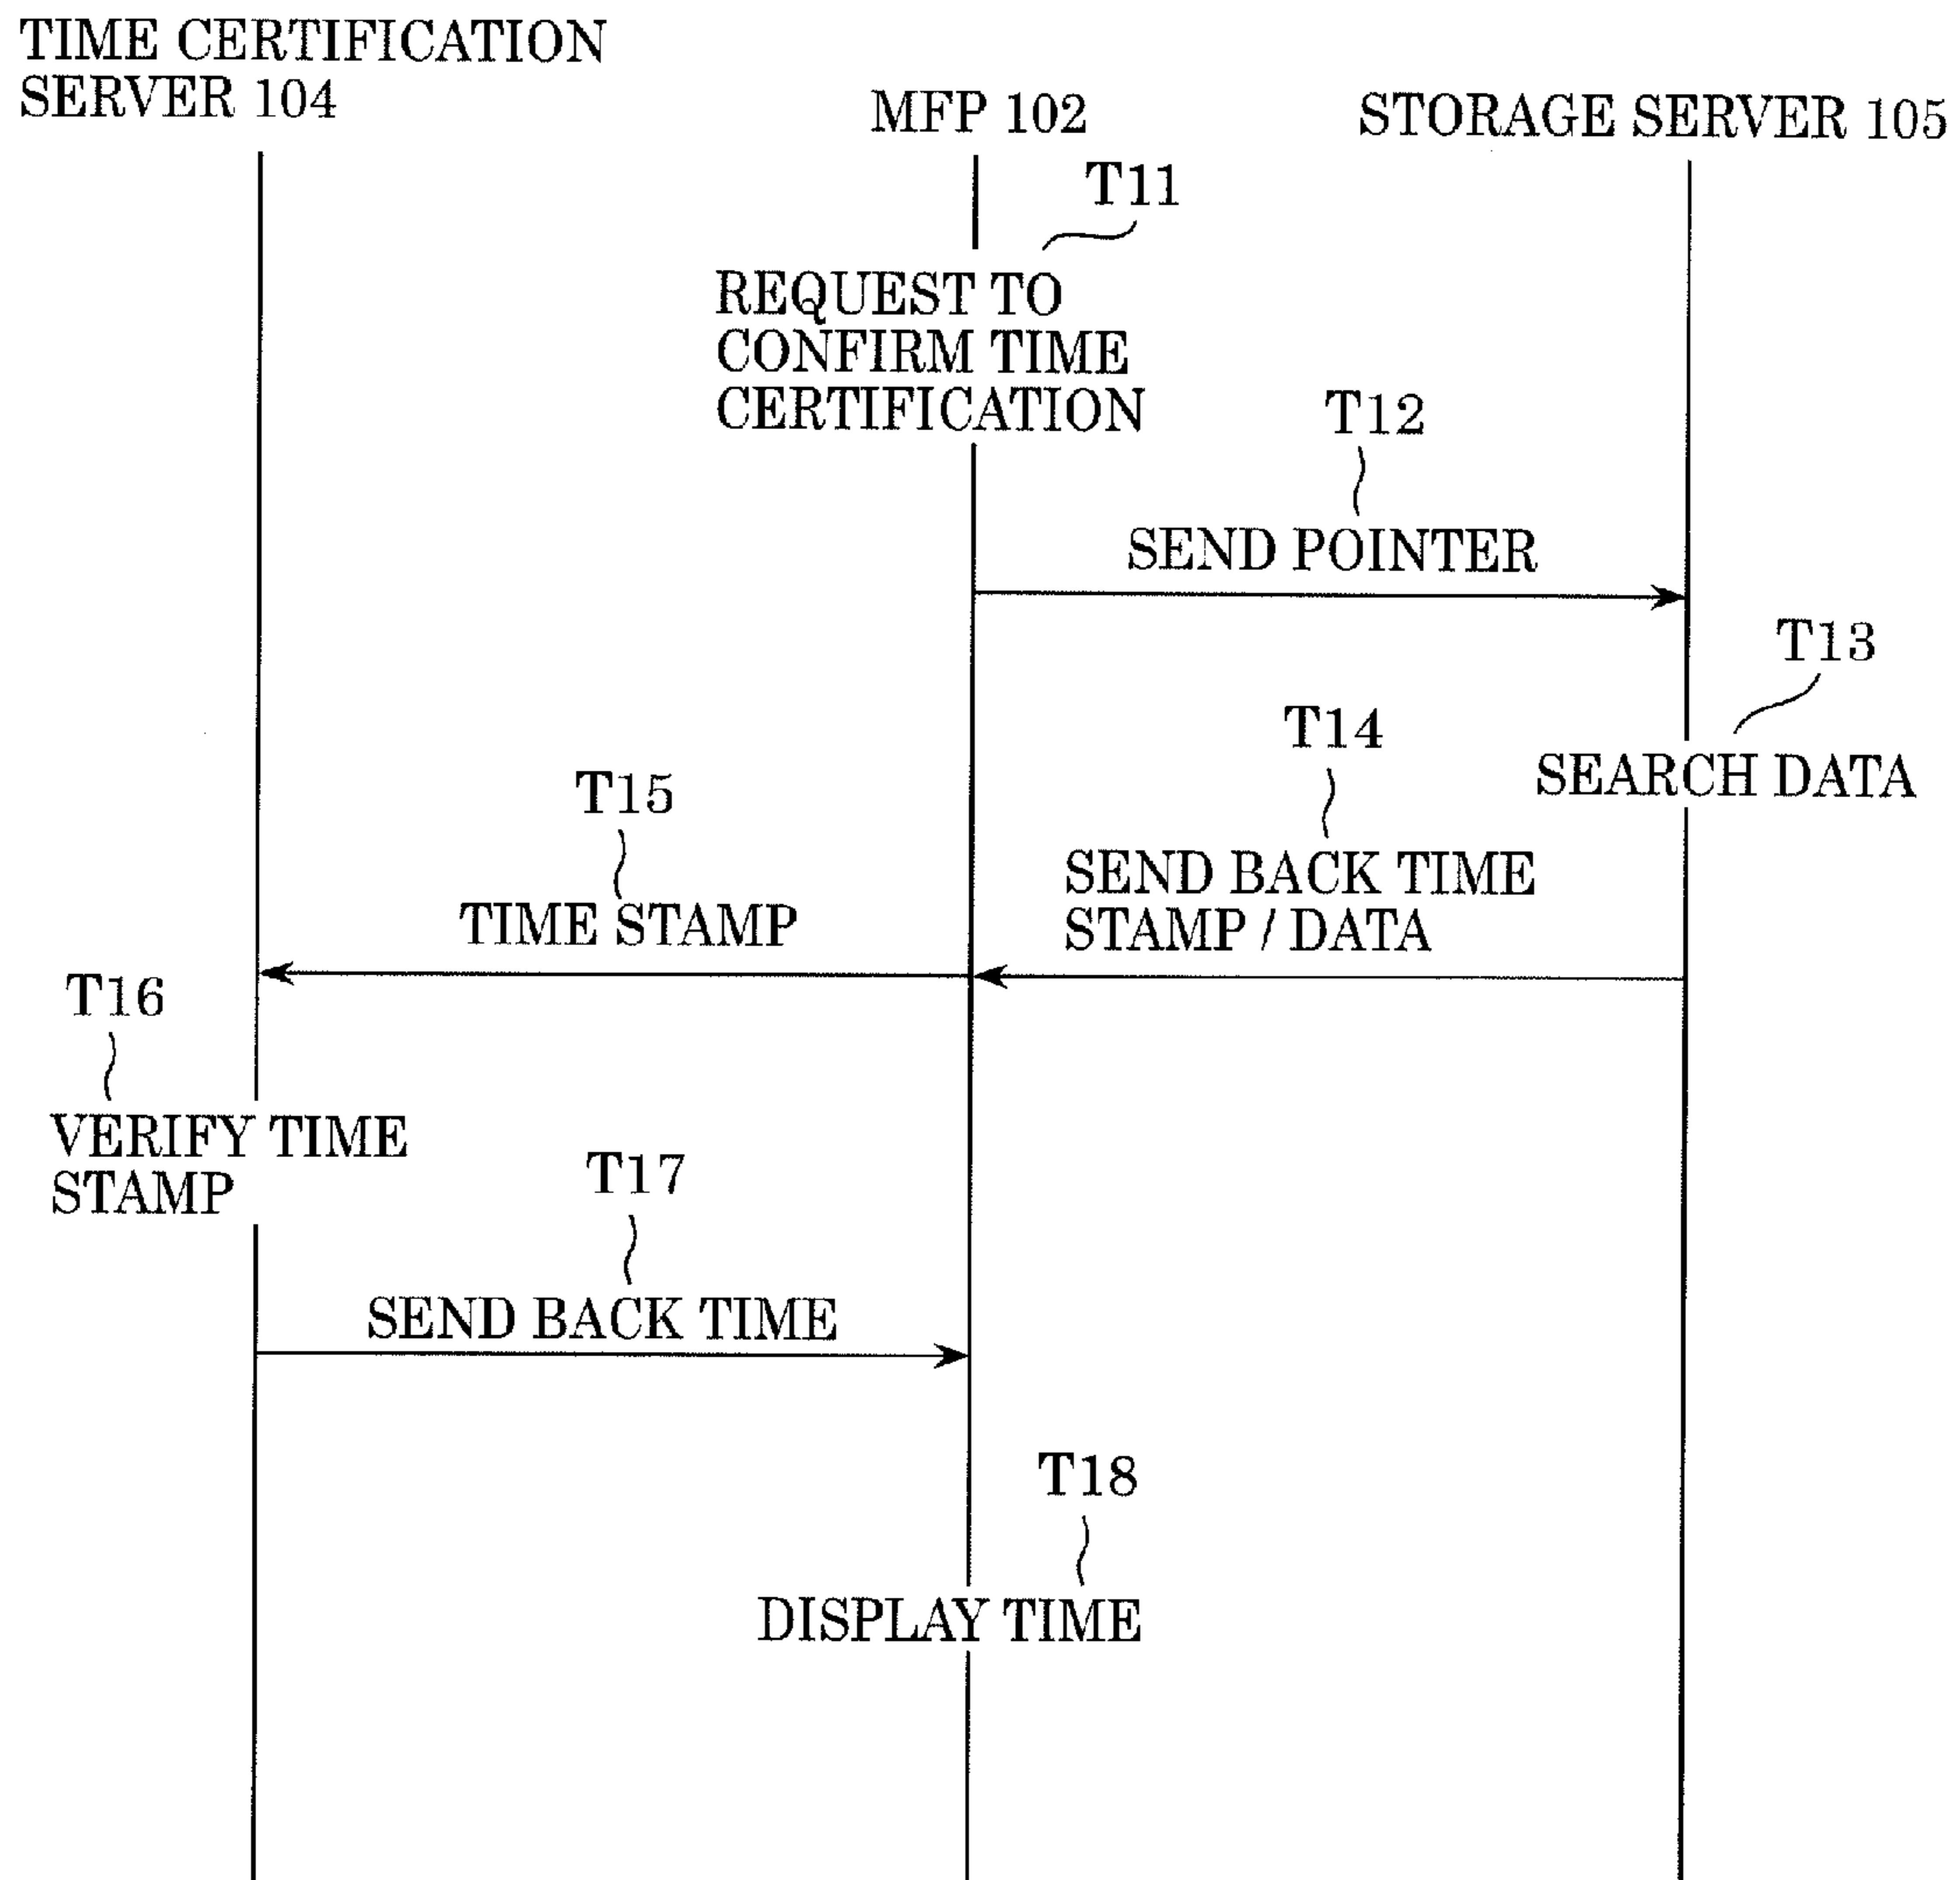 TIME CERTIFICATION
SERVER 104
MFP 102
STORAGE SERVER 105
T11
REQUEST TO
CONFIRM TIME
CERTIFICATION
T12
SEND POINTER
T13
SEARCH DATA
T14
SEND BACK TIME
STAMP / DATA
T15
TIME STAMP
T16
VERIFY TIME
STAMP
T17
SEND BACK TIME
T18
DISPLAY TIME